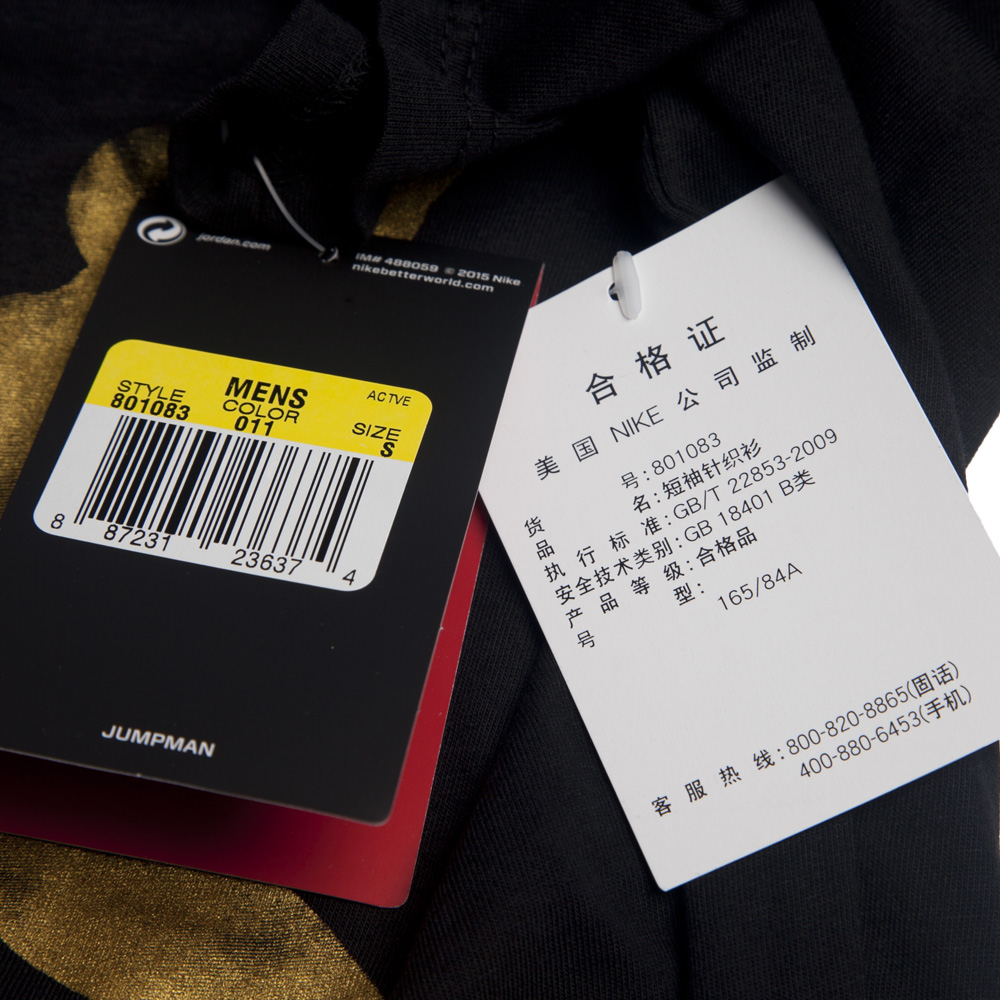 jordan.com
IM# 488059 © 2015 Nike
nikebetterworld.com
MENS
ACTVE
STYLE
COLOR
SIZE
801083
011
S
8 87231 23637 4
JUMPMAN
合格证
美国 NIKE 公司监制
货号:801083
品名:短袖针织衫
执行标准:GB/T 22853-2009
安全技术类别:GB 18401 B类
产品等级:合格品
号型:165/84A
客服热线:800-820-8865(固话)
400-880-6453(手机)